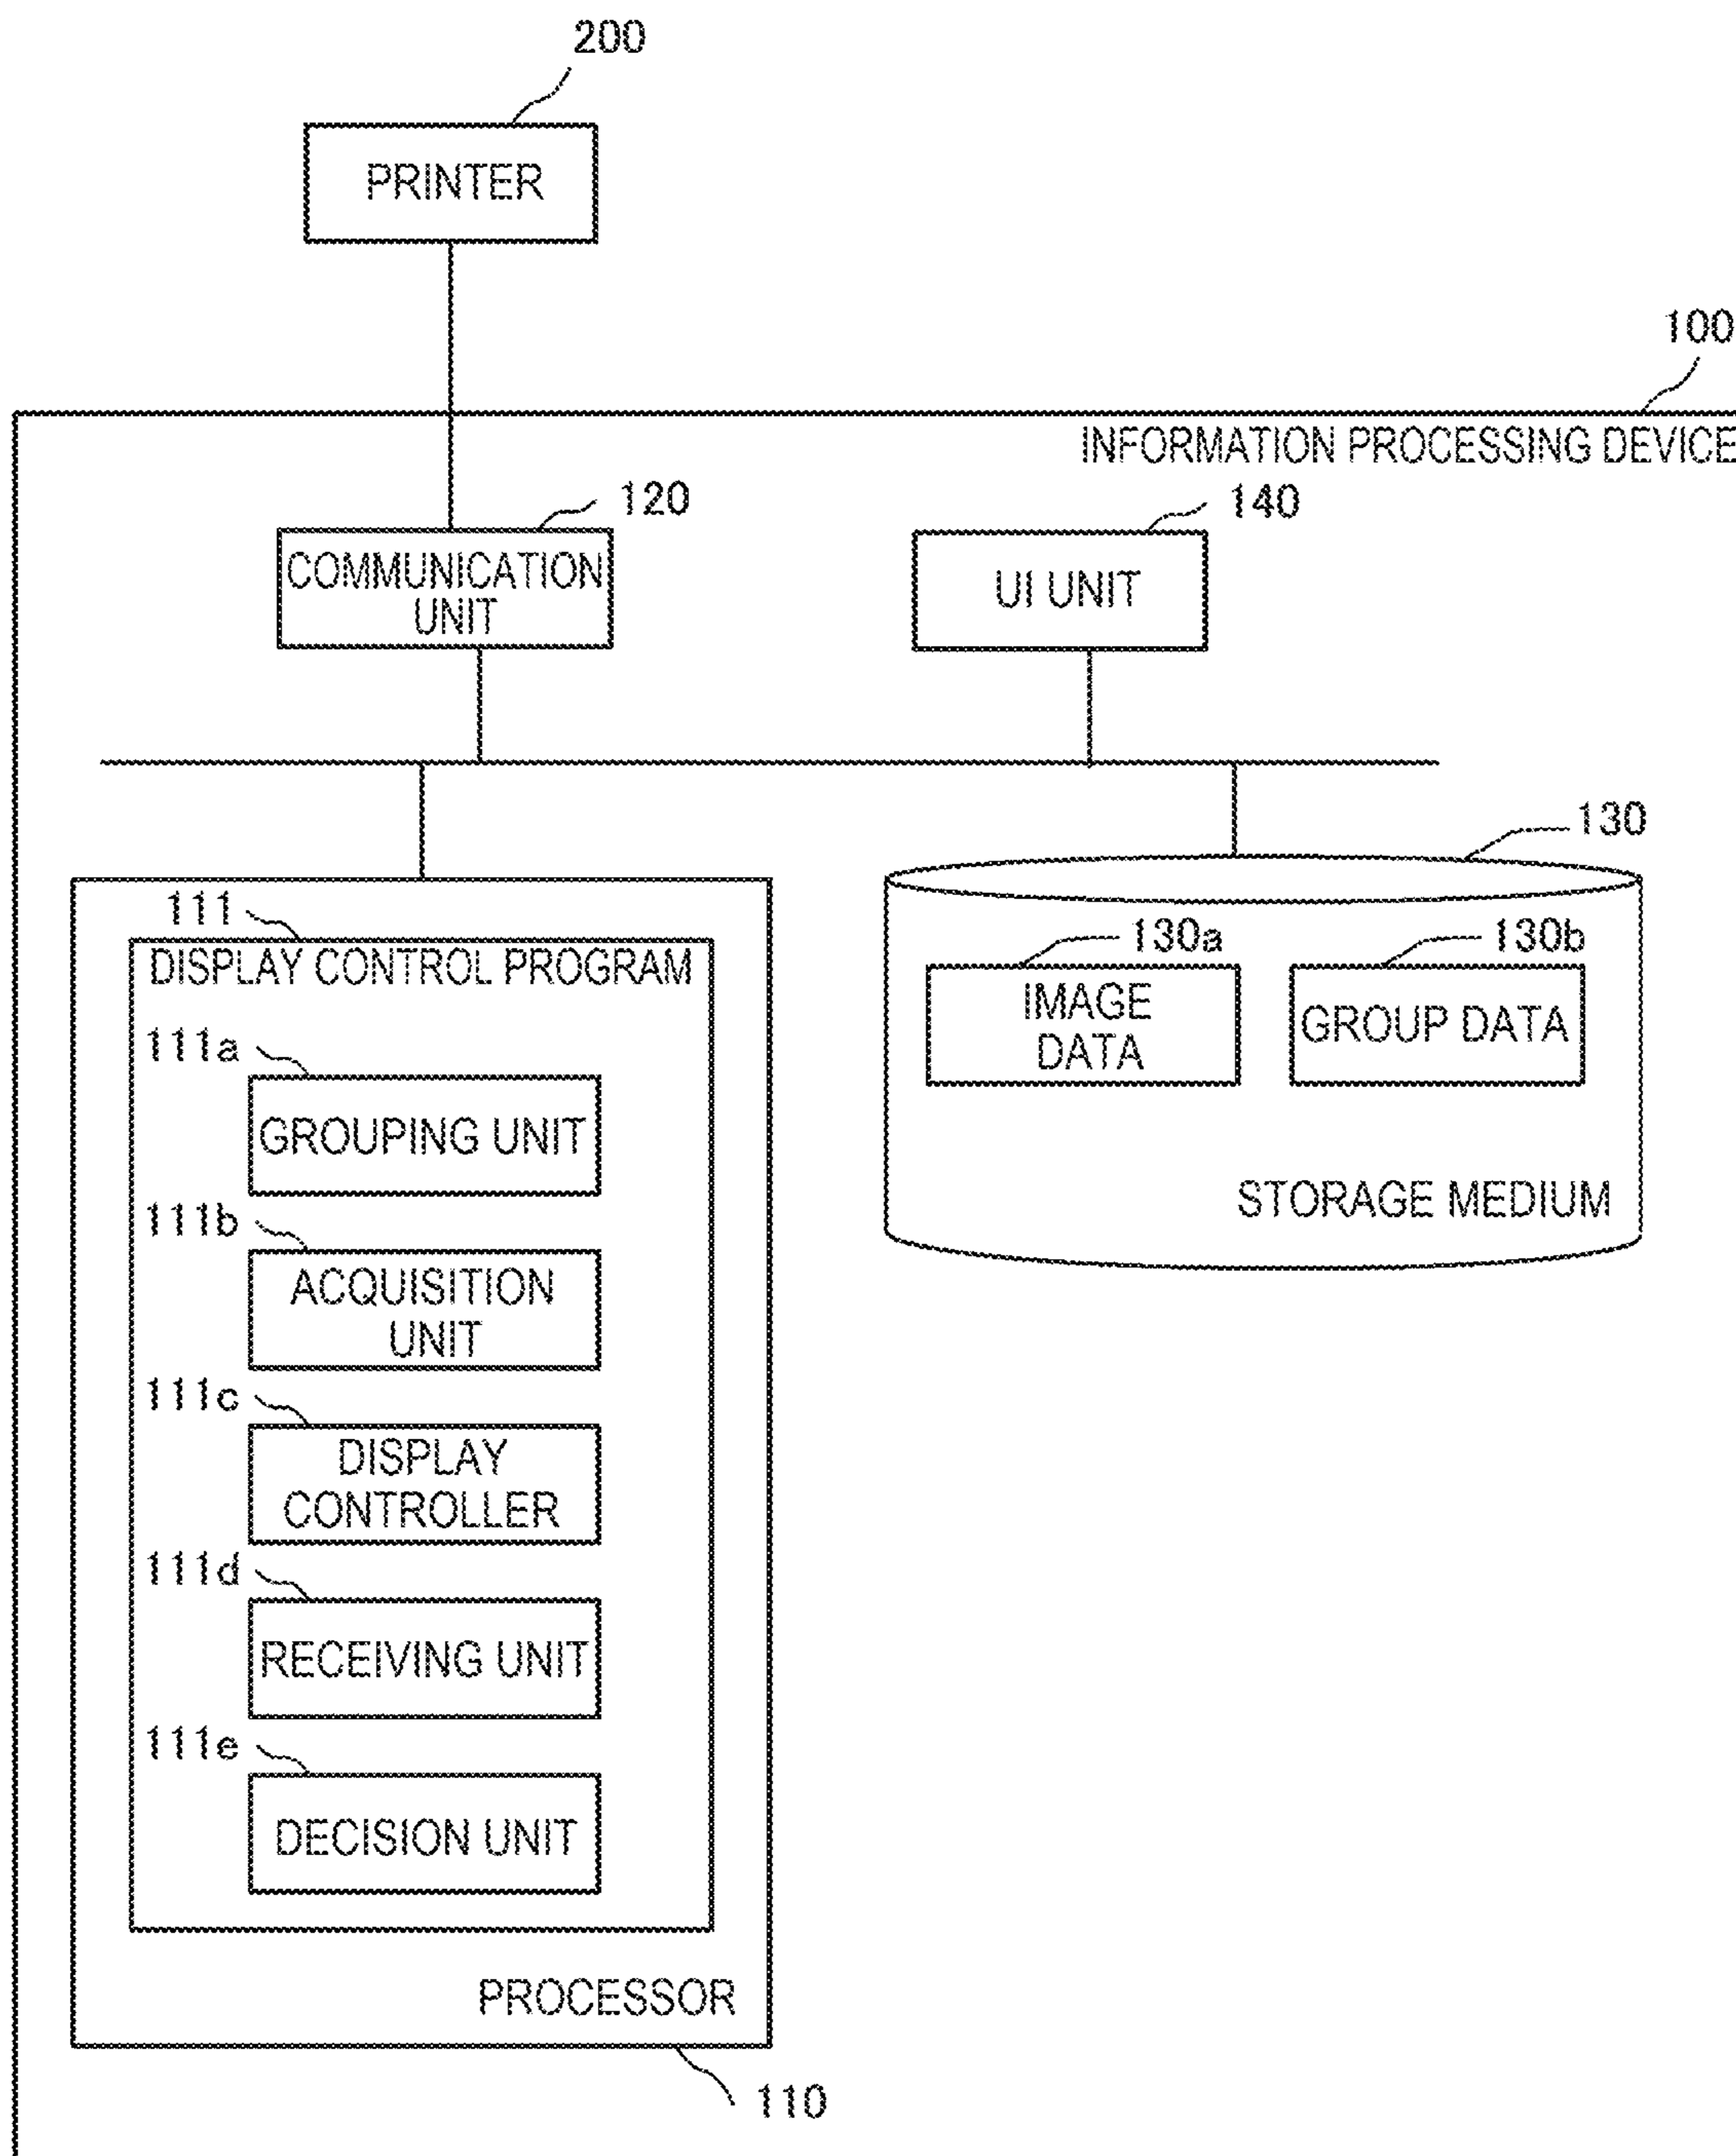 200
PRINTER
100
INFORMATION PROCESSING DEVICE
120
140
COMMUNICATION
UNIT
UI UNIT
130
111
DISPLAY CONTROL PROGRAM
130a
130b
IMAGE
DATA
GROUP DATA
111a
GROUPING UNIT
STORAGE MEDIUM
111b
ACQUISITION
UNIT
111c
DISPLAY
CONTROLLER
111d
RECEIVING UNIT
111e
DECISION UNIT
PROCESSOR
110